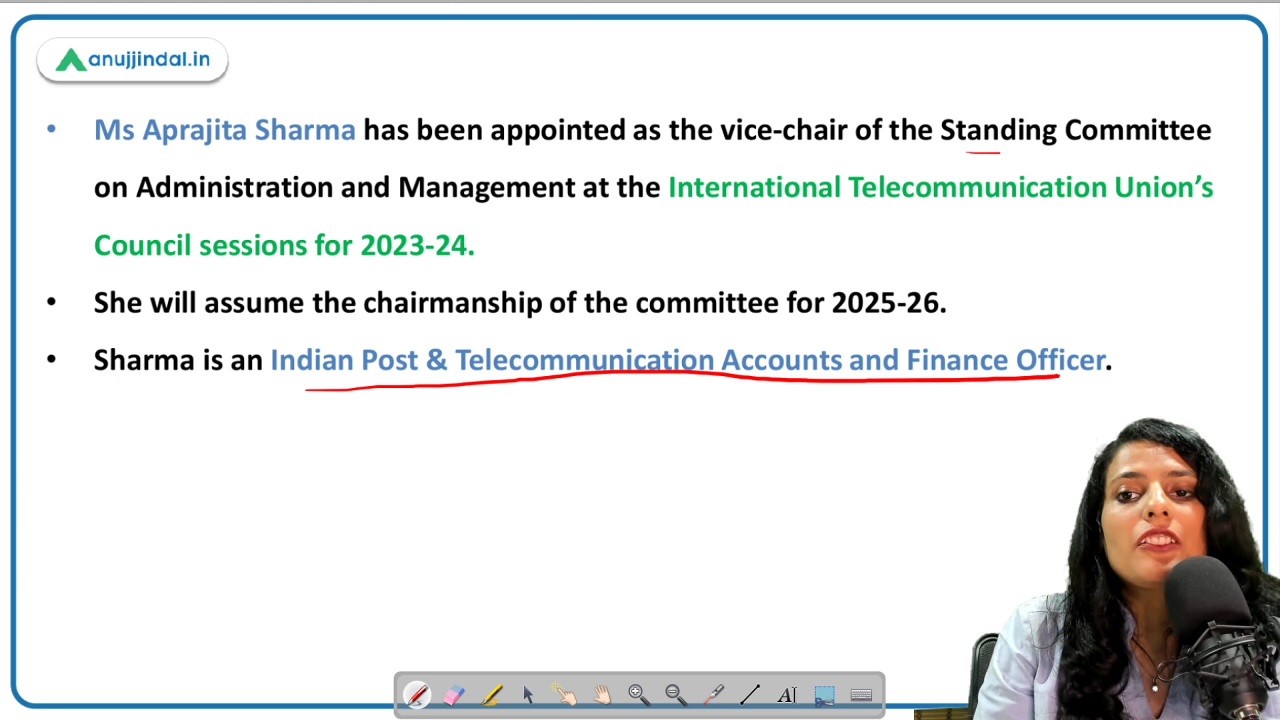 anujjindal.in
• Ms Aprajita Sharma has been appointed as the vice-chair of the Standing Committee
on Administration and Management at the International Telecommunication Union’s
Council sessions for 2023-24.
• She will assume the chairmanship of the committee for 2025-26.
• Sharma is an Indian Post & Telecommunication Accounts and Finance Officer.
AI